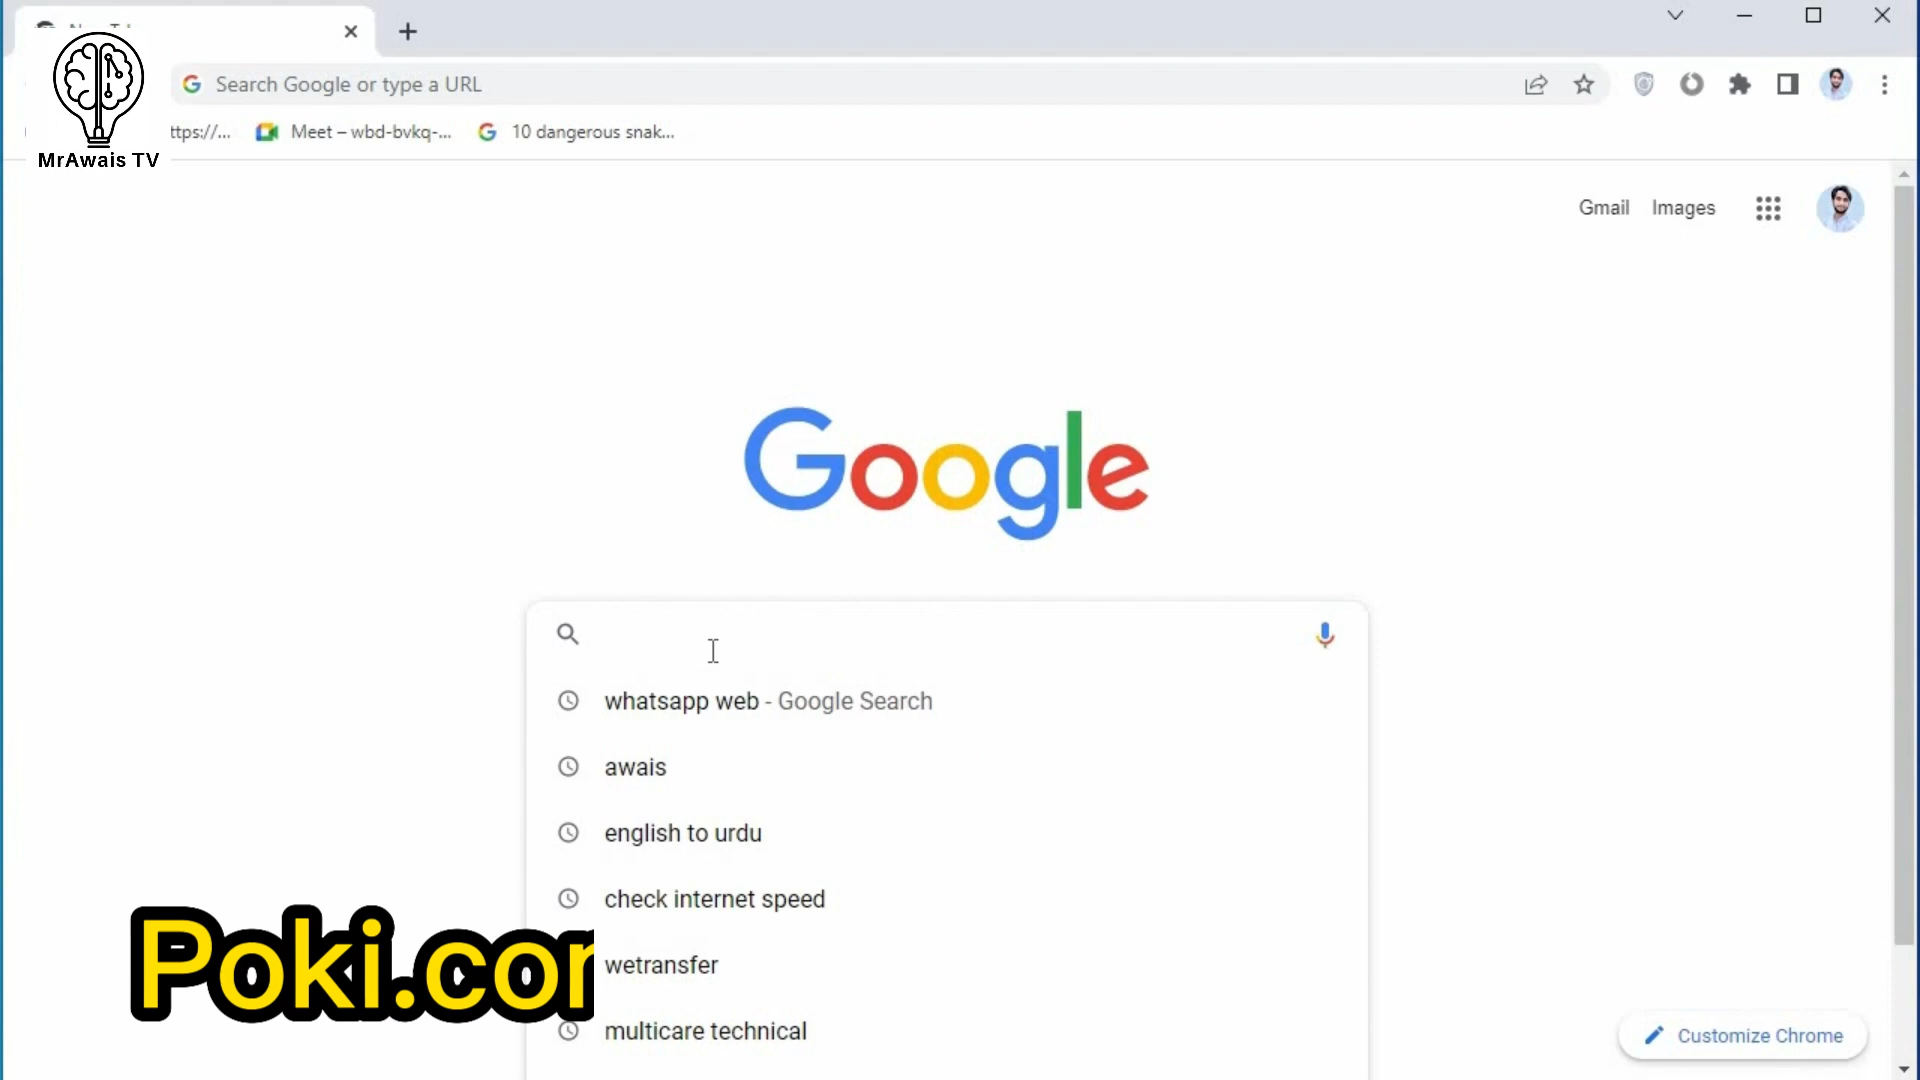 Search Google or type a URL
MrAwais TV
ttps://...
Meet – wbd-bvkq-...
10 dangerous snak...
Gmail
Images
Google
whatsapp web - Google Search
awais
english to urdu
check internet speed
wetransfer
multicare technical
Poki.co
Customize Chrome